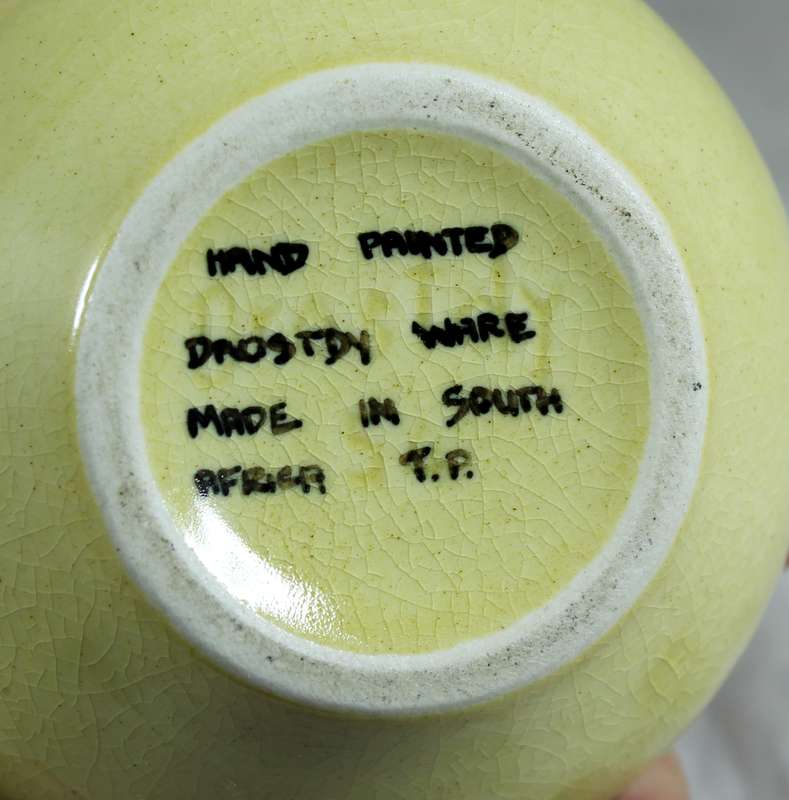 HAND PAINTED
DROSTDY WARE
MADE IN SOUTH
AFRICA T.P.